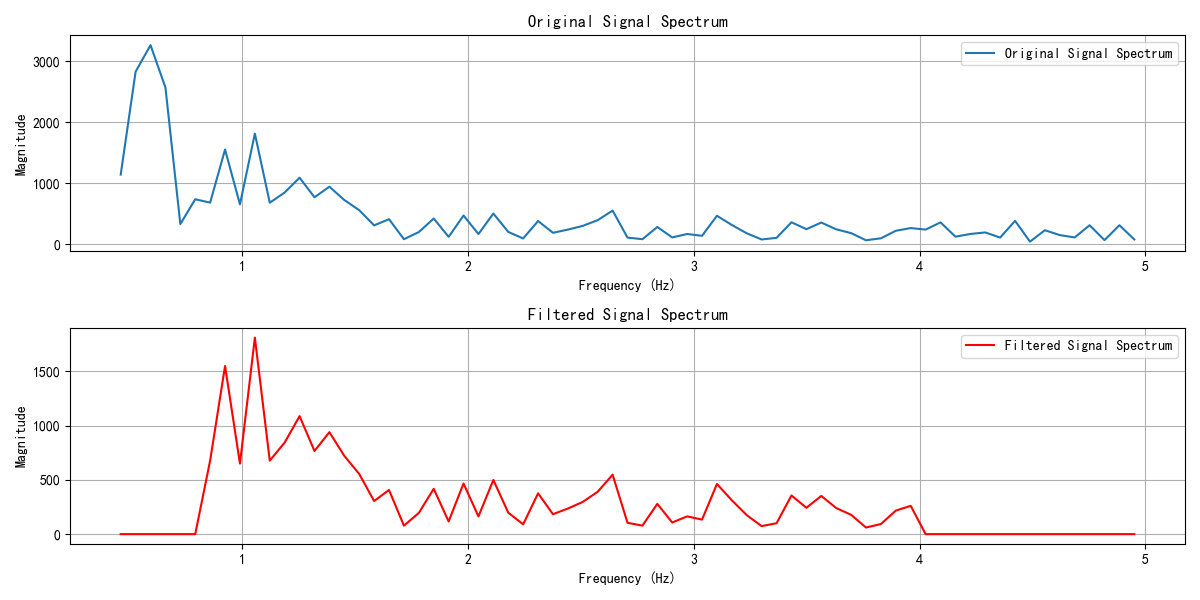 Original Signal Spectrum
Original Signal Spectrum
Magnitude
3000
2000
1000
0
1 2 3 4 5
Frequency (Hz)
Filtered Signal Spectrum
Filtered Signal Spectrum
Magnitude
1500
1000
500
0
1 2 3 4 5
Frequency (Hz)